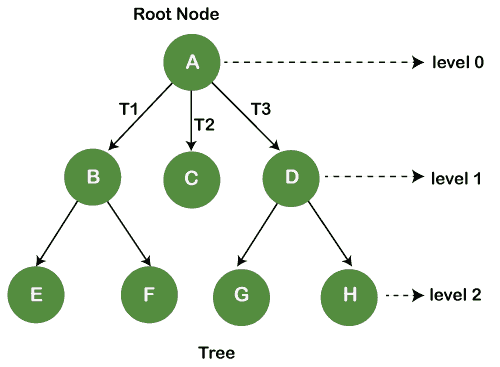 Root Node
A
level 0
T1
T2
T3
B
C
D
level 1
E
F
G
H
level 2
Tree